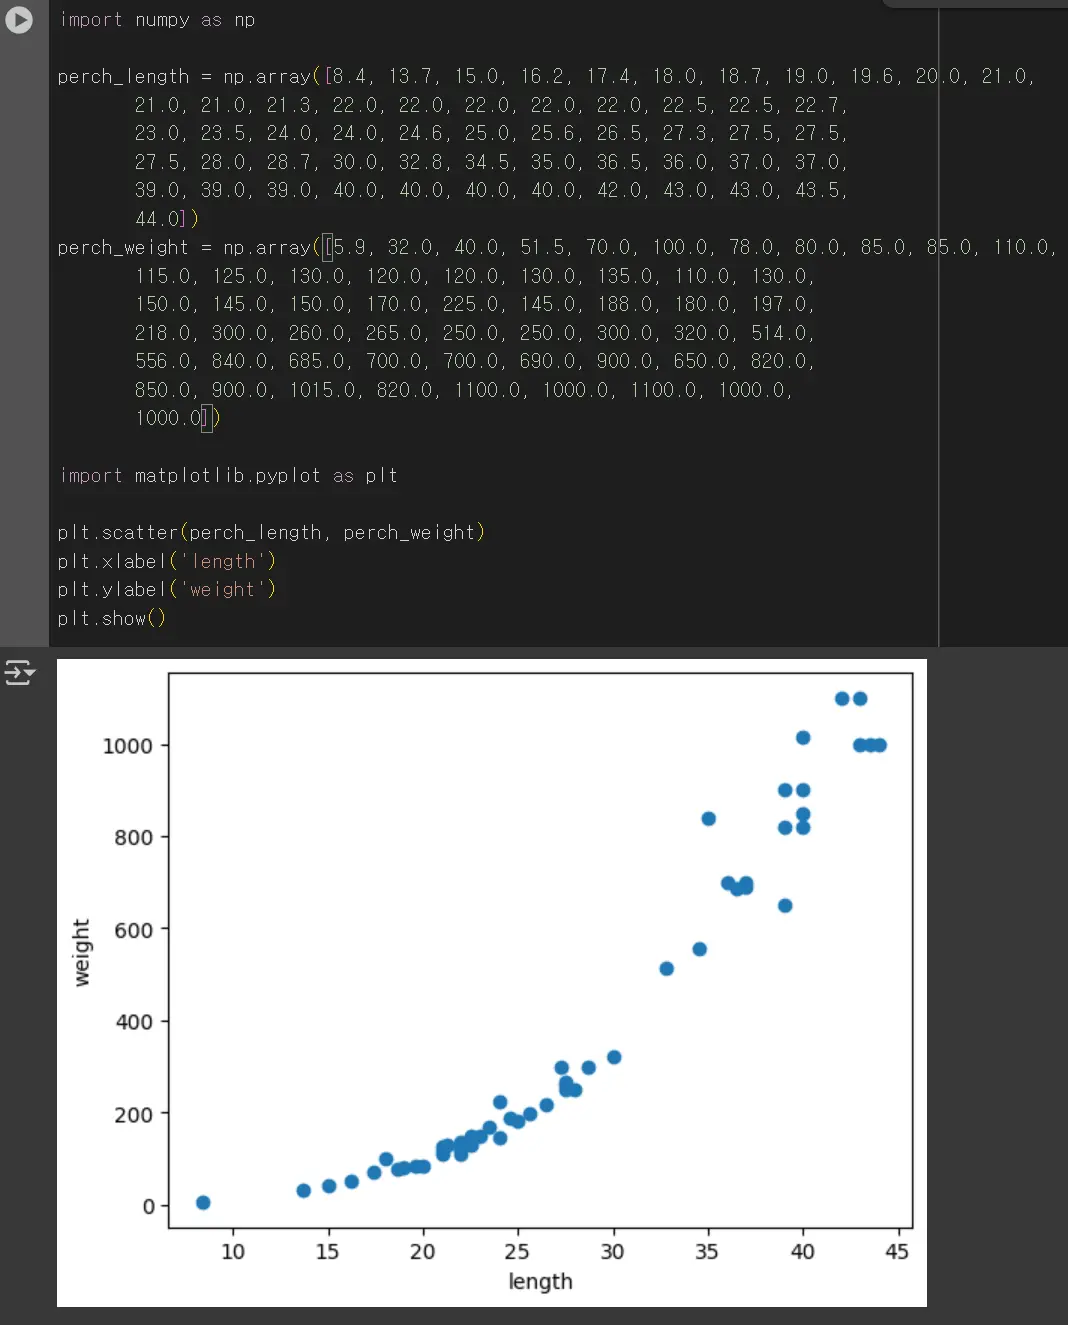 import numpy as np
perch_length = np.array([8.4, 13.7, 15.0, 16.2, 17.4, 18.0, 18.7, 19.0, 19.6, 20.0, 21.0,
21.0, 21.0, 21.3, 22.0, 22.0, 22.0, 22.0, 22.0, 22.5, 22.5, 22.7,
23.0, 23.5, 24.0, 24.0, 24.6, 25.0, 25.6, 26.5, 27.3, 27.5, 27.5,
27.5, 28.0, 28.7, 30.0, 32.8, 34.5, 35.0, 36.5, 36.0, 37.0, 37.0,
39.0, 39.0, 39.0, 40.0, 40.0, 40.0, 40.0, 42.0, 43.0, 43.0, 43.5,
44.0])
perch_weight = np.array([5.9, 32.0, 40.0, 51.5, 70.0, 100.0, 78.0, 80.0, 85.0, 85.0, 110.0,
115.0, 125.0, 130.0, 120.0, 120.0, 130.0, 135.0, 110.0, 130.0,
150.0, 145.0, 150.0, 170.0, 225.0, 145.0, 188.0, 180.0, 197.0,
218.0, 300.0, 260.0, 265.0, 250.0, 250.0, 300.0, 320.0, 514.0,
556.0, 840.0, 685.0, 700.0, 700.0, 690.0, 900.0, 650.0, 820.0,
850.0, 900.0, 1015.0, 820.0, 1100.0, 1000.0, 1100.0, 1000.0,
1000.0])
import matplotlib.pyplot as plt
plt.scatter(perch_length, perch_weight)
plt.xlabel('length')
plt.ylabel('weight')
plt.show()
1000
800
600
400
200
0
weight
10 15 20 25 30 35 40 45
length